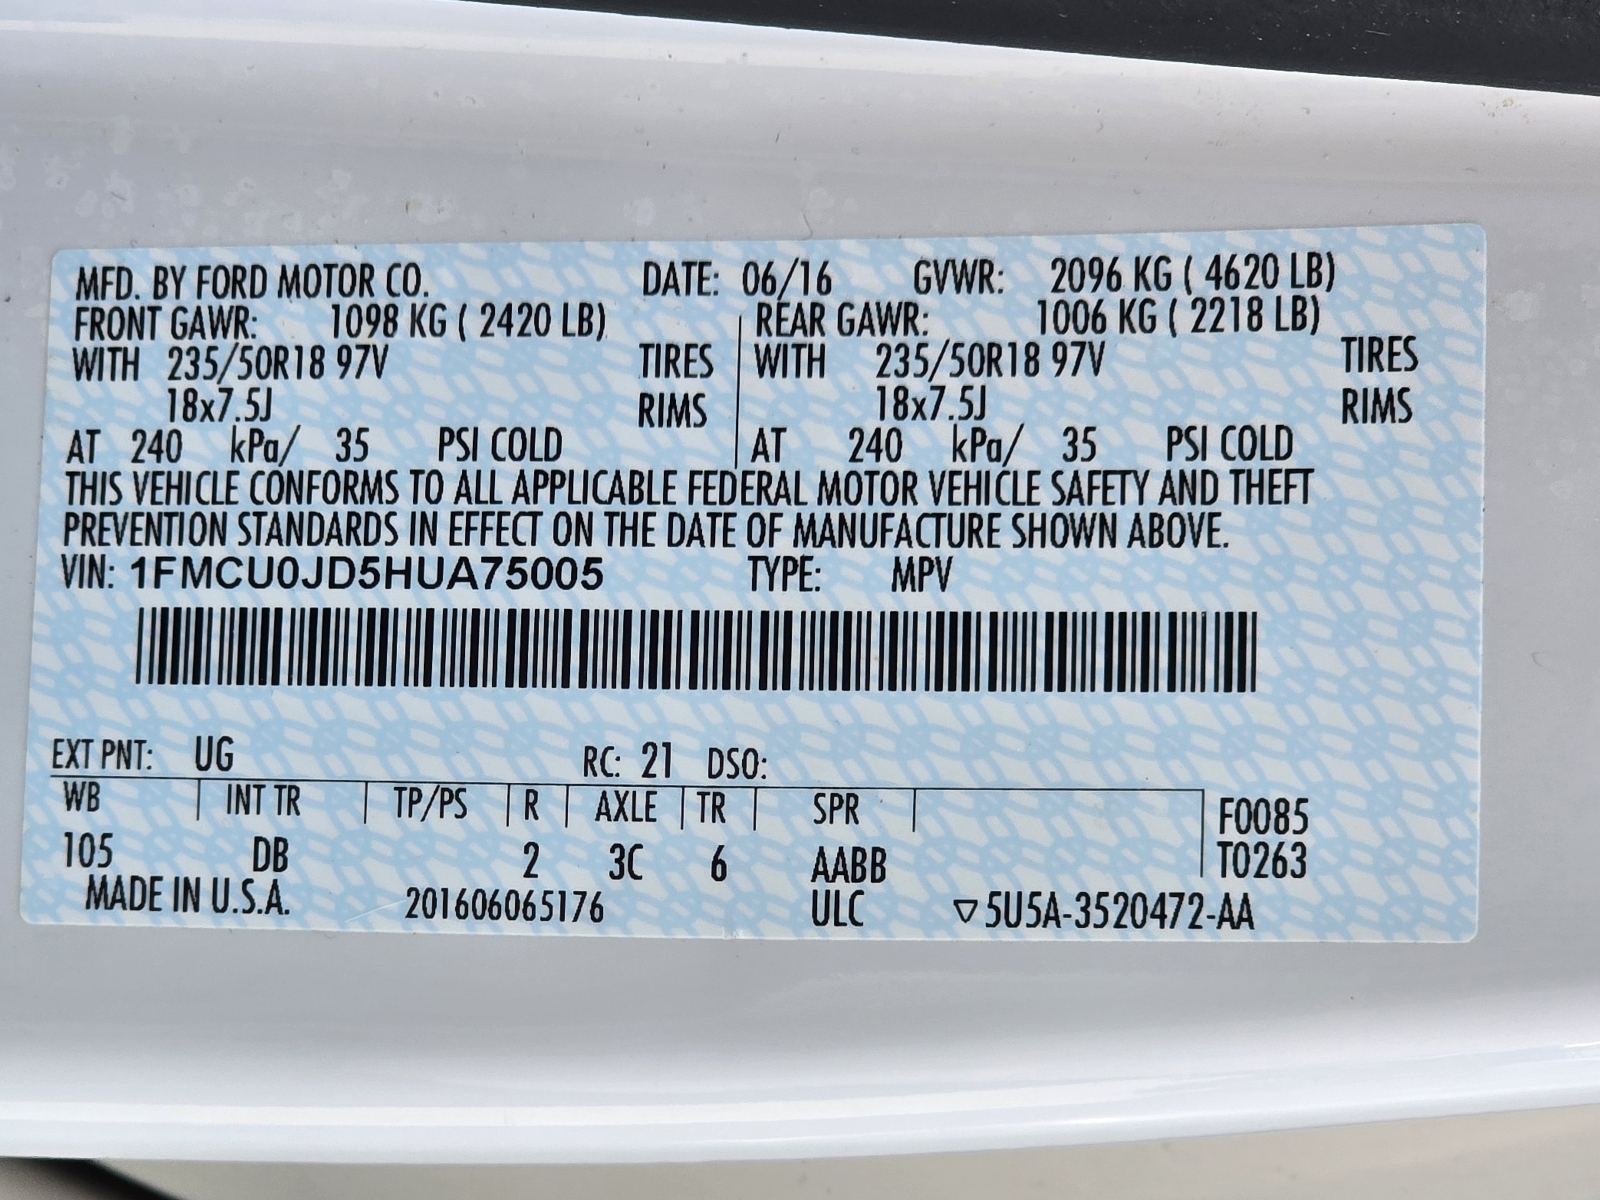 MFD. BY FORD MOTOR CO. DATE: 06/16 GVWR: 2096 KG ( 4620 LB)
FRONT GAWR: 1098 KG ( 2420 LB) REAR GAWR: 1006 KG ( 2218 LB)
WITH 235/50R18 97V TIRES WITH 235/50R18 97V TIRES
18x7.5J RIMS 18x7.5J RIMS
AT 240 kPa/ 35 PSI COLD AT 240 kPa/ 35 PSI COLD
THIS VEHICLE CONFORMS TO ALL APPLICABLE FEDERAL MOTOR VEHICLE SAFETY AND THEFT
PREVENTION STANDARDS IN EFFECT ON THE DATE OF MANUFACTURE SHOWN ABOVE.
VIN: 1FMCU0JD5HUA75005 TYPE: MPV
EXT PNT: UG RC: 21 DSO:
WB INT TR TP/PS R AXLE TR SPR F0085
105 DB 2 3C 6 AABB T0263
MADE IN U.S.A. 201606065176 ULC ▽5U5A-3520472-AA